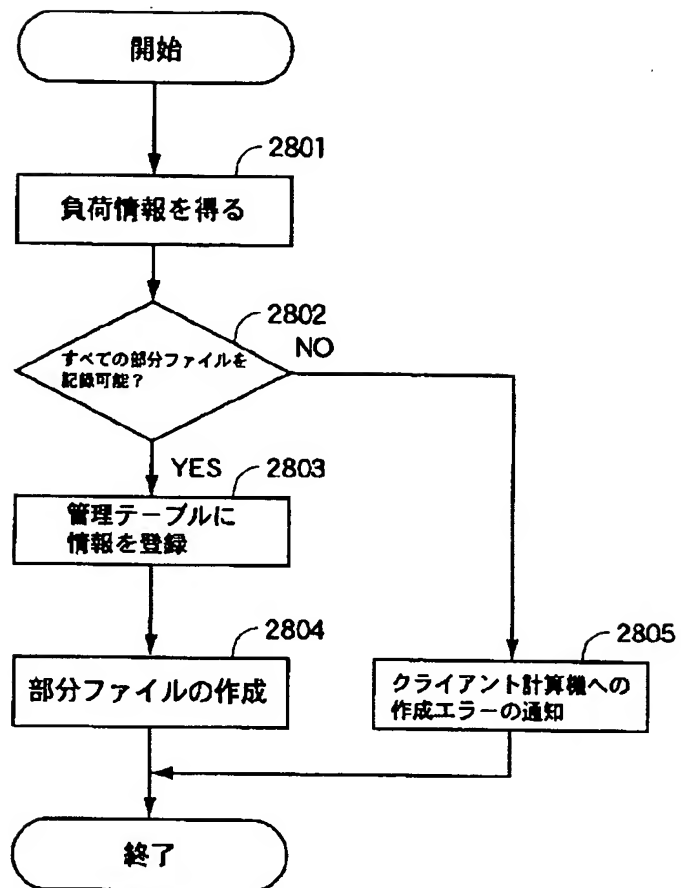 開始
2801
負荷情報を得る
2802
すべての部分ファイルを
記録可能?
NO
YES
2803
管理テーブルに
情報を登録
2804
部分ファイルの作成
2805
クライアント計算機への
作成エラーの通知
終了